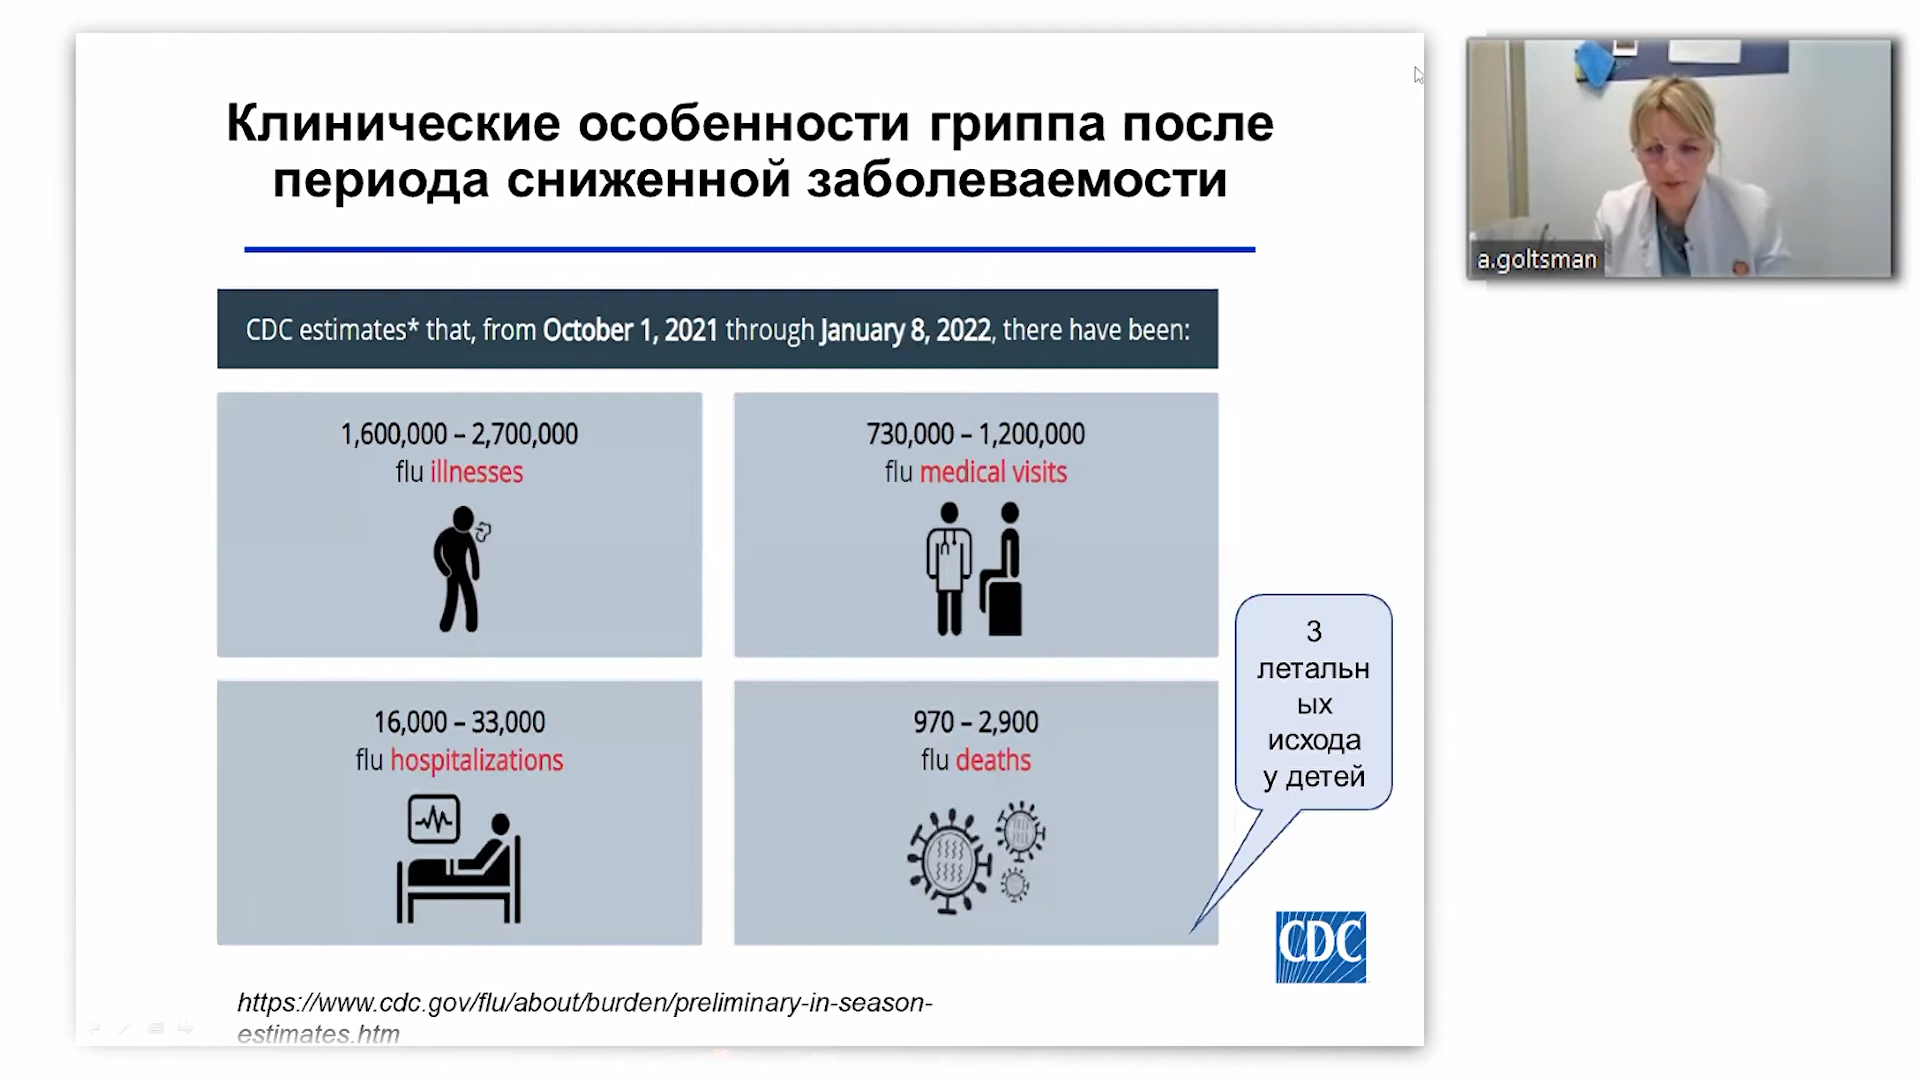 Клинические особенности гриппа после
периода сниженной заболеваемости
CDC estimates* that, from October 1, 2021 through January 8, 2022, there have been:
1,600,000 – 2,700,000
flu illnesses
730,000 – 1,200,000
flu medical visits
16,000 – 33,000
flu hospitalizations
970 – 2,900
flu deaths
3
летальн
ых
исхода
у детей
CDC
https://www.cdc.gov/flu/about/burden/preliminary-in-season-
estimates.htm
a.goltsman